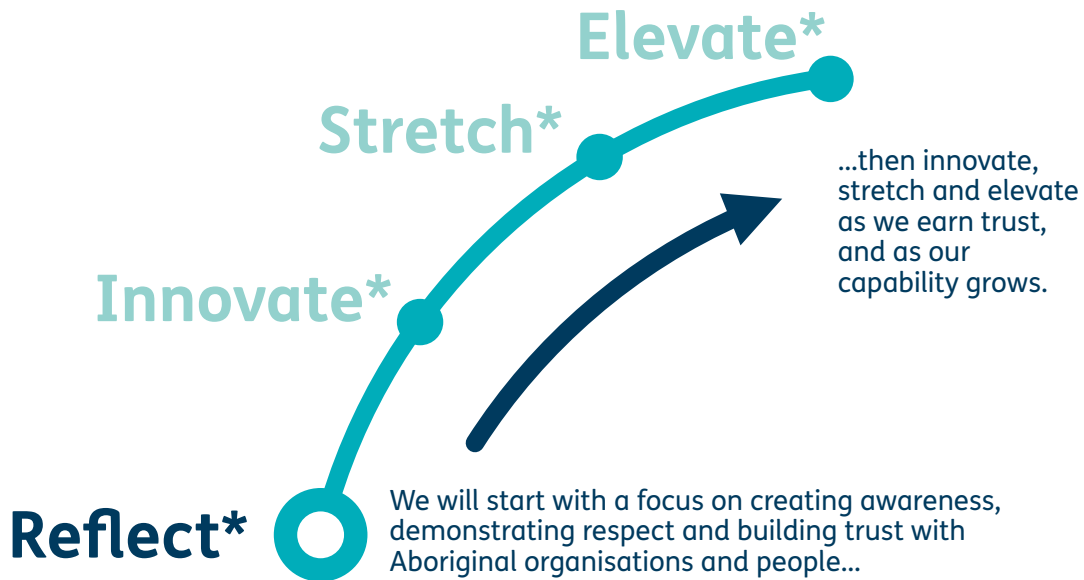 Elevate*
Stretch*
...then innovate,
stretch and elevate
as we earn trust,
and as our
capability grows.
Innovate*
Reflect*
We will start with a focus on creating awareness,
demonstrating respect and building trust with
Aboriginal organisations and people...